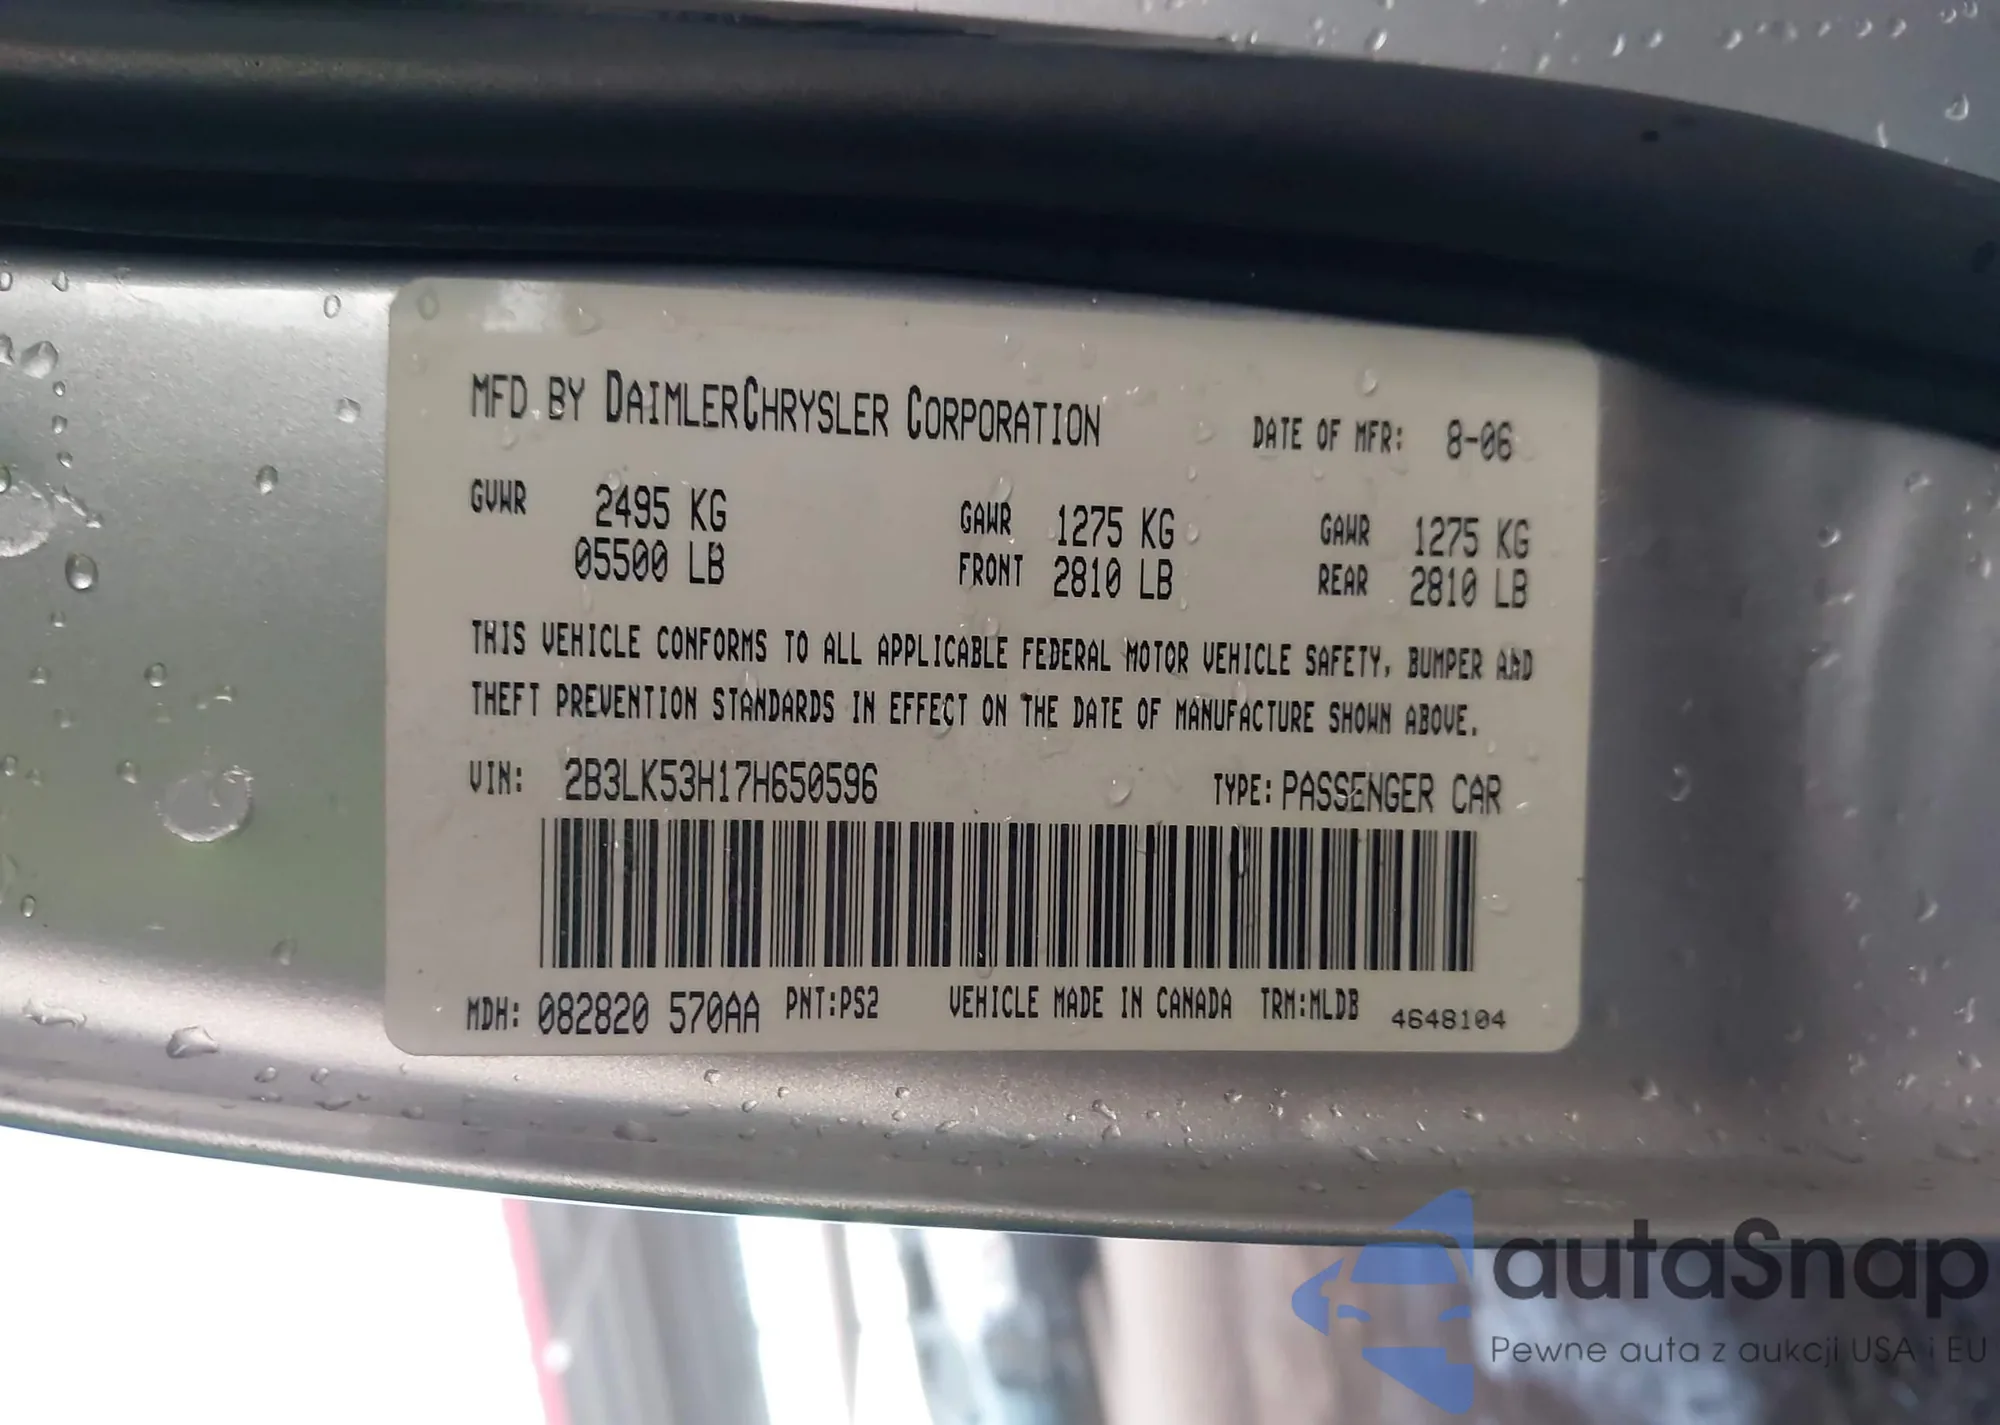 MFD BY DAIMLERCHRYSLER CORPORATION DATE OF MFR: 8-06
GVWR 2495 KG GAWR 1275 KG GAWR 1275 KG
05500 LB FRONT 2810 LB REAR 2810 LB
THIS VEHICLE CONFORMS TO ALL APPLICABLE FEDERAL MOTOR VEHICLE SAFETY, BUMPER AND
THEFT PREVENTION STANDARDS IN EFFECT ON THE DATE OF MANUFACTURE SHOWN ABOVE.
VIN: 2B3LK53H17H650596 TYPE: PASSENGER CAR
MDH: 082820 570AA PNT:PS2 VEHICLE MADE IN CANADA TRM:MLDB 4648104
autaSnap
Pewne auta z aukcji USA i EU